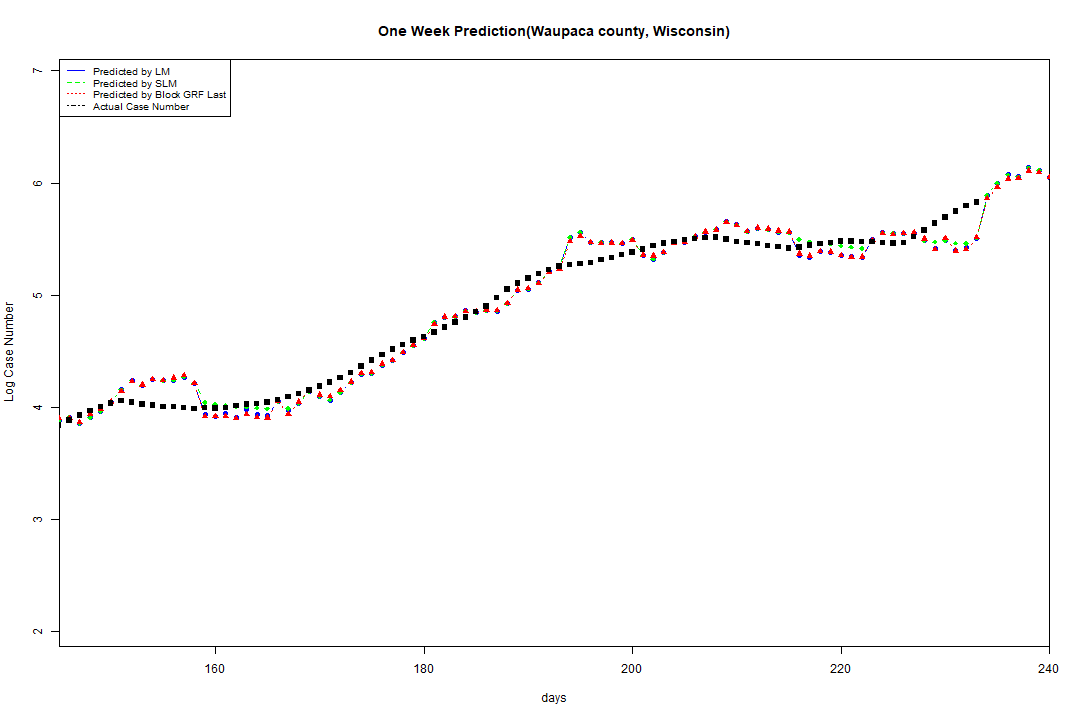 One Week Prediction(Waupaca county, Wisconsin)
Predicted by LM
Predicted by SLM
Predicted by Block GRF Last
Actual Case Number
7
6
5
4
3
2
Log Case Number
160 180 200 220 240
days